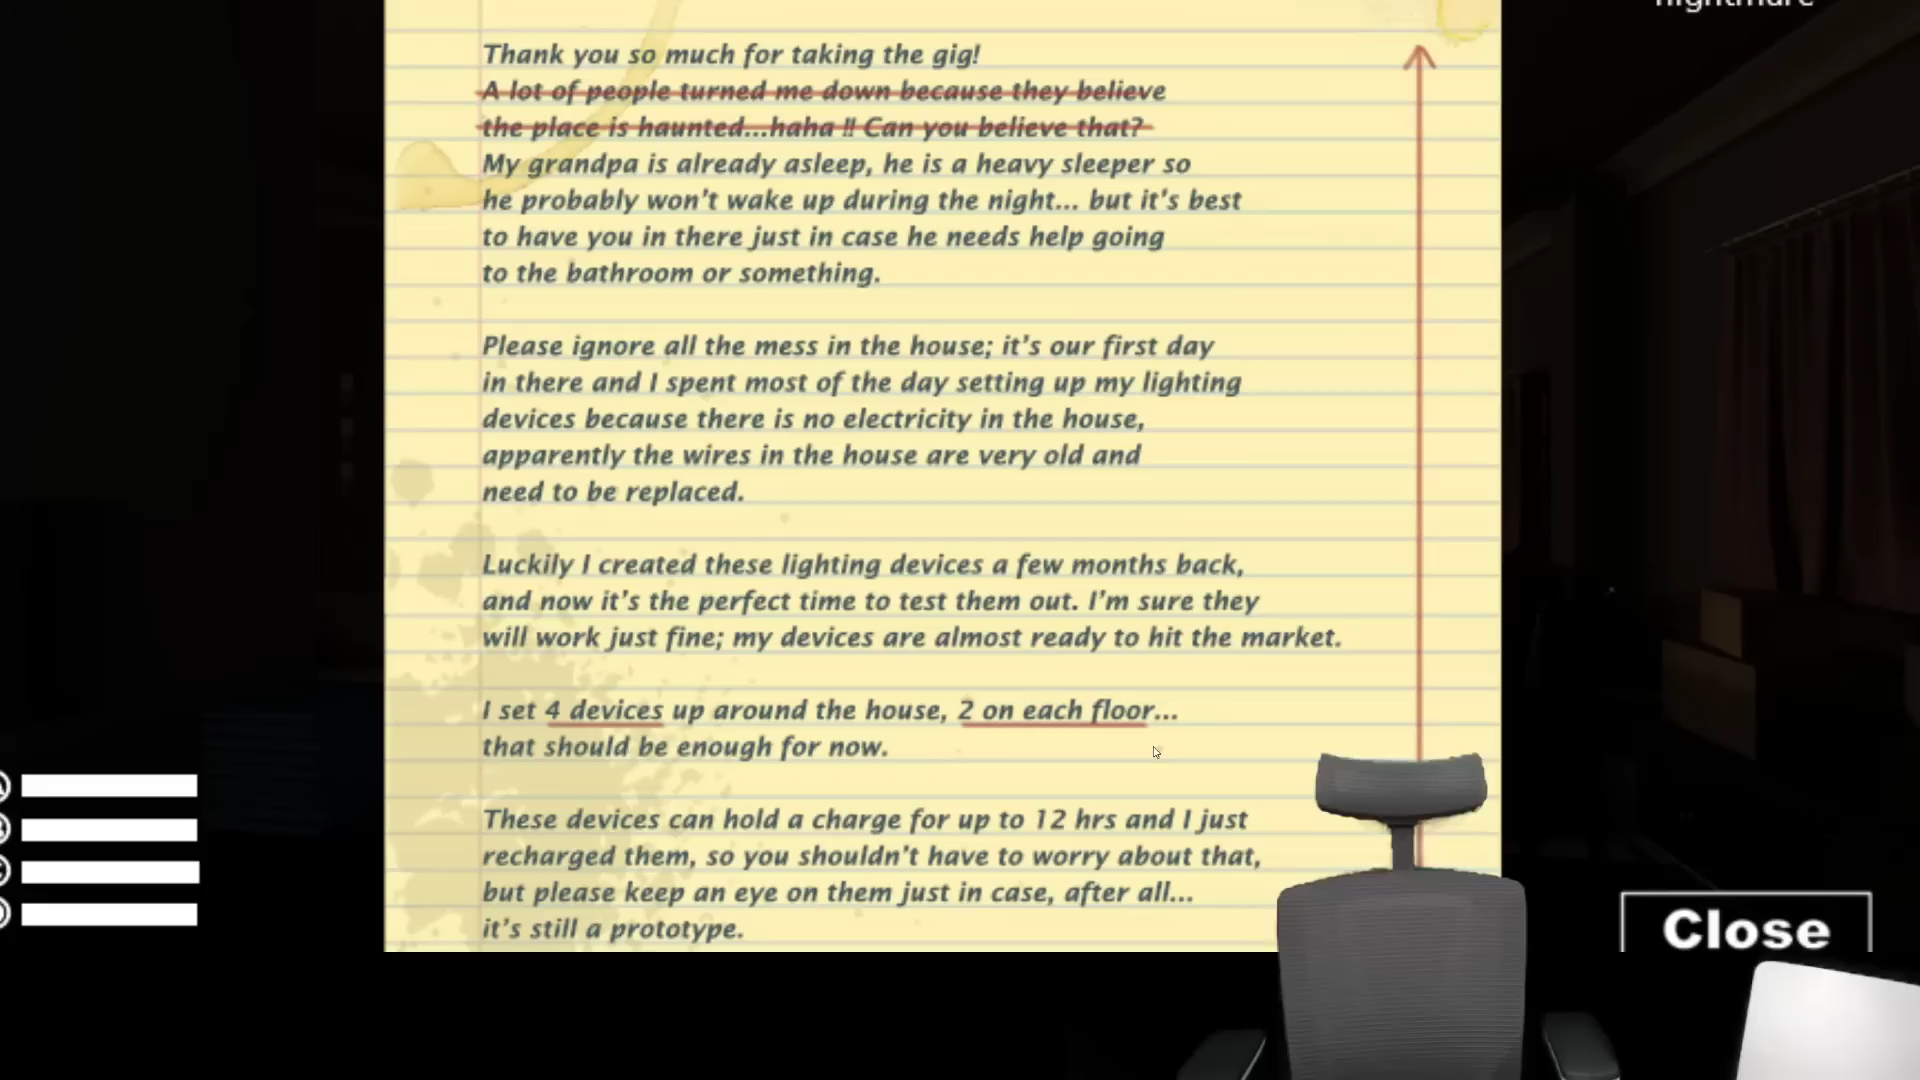 nightmare
Thank you so much for taking the gig!
A lot of people turned me down because they believe
the place is haunted...haha !! Can you believe that?
My grandpa is already asleep, he is a heavy sleeper so
he probably won't wake up during the night... but it's best
to have you in there just in case he needs help going
to the bathroom or something.
Please ignore all the mess in the house; it's our first day
in there and I spent most of the day setting up my lighting
devices because there is no electricity in the house,
apparently the wires in the house are very old and
need to be replaced.
Luckily I created these lighting devices a few months back,
and now it's the perfect time to test them out. I'm sure they
will work just fine; my devices are almost ready to hit the market.
I set 4 devices up around the house, 2 on each floor...
that should be enough for now.
These devices can hold a charge for up to 12 hrs and I just
recharged them, so you shouldn't have to worry about that,
but please keep an eye on them just in case, after all...
it's still a prototype.
Close